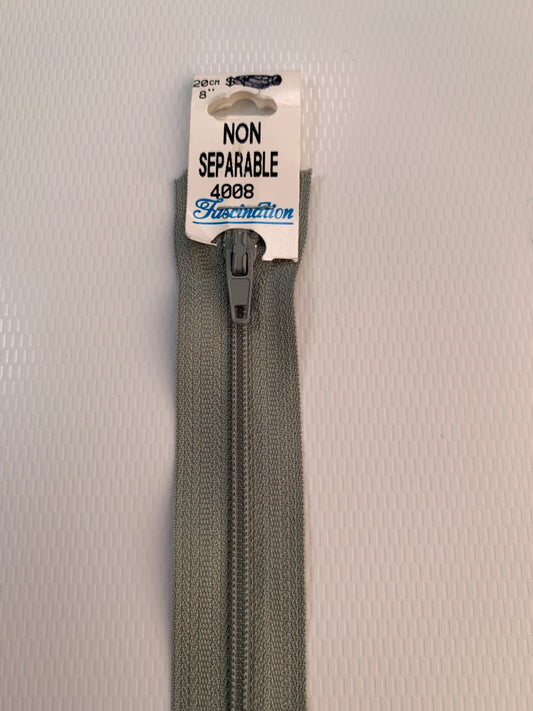 20CM
8"
NON
SEPARABLE
4008
Fascination